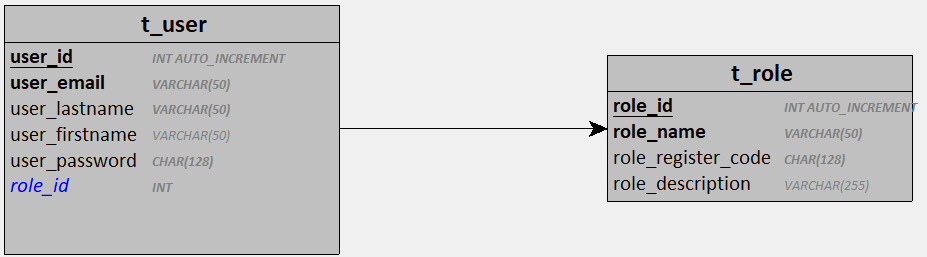 t_user
user_id INT AUTO_INCREMENT
user_email VARCHAR(50)
user_lastname VARCHAR(50)
user_firstname VARCHAR(50)
user_password CHAR(128)
role_id INT
t_role
role_id INT AUTO_INCREMENT
role_name VARCHAR(50)
role_register_code CHAR(128)
role_description VARCHAR(255)